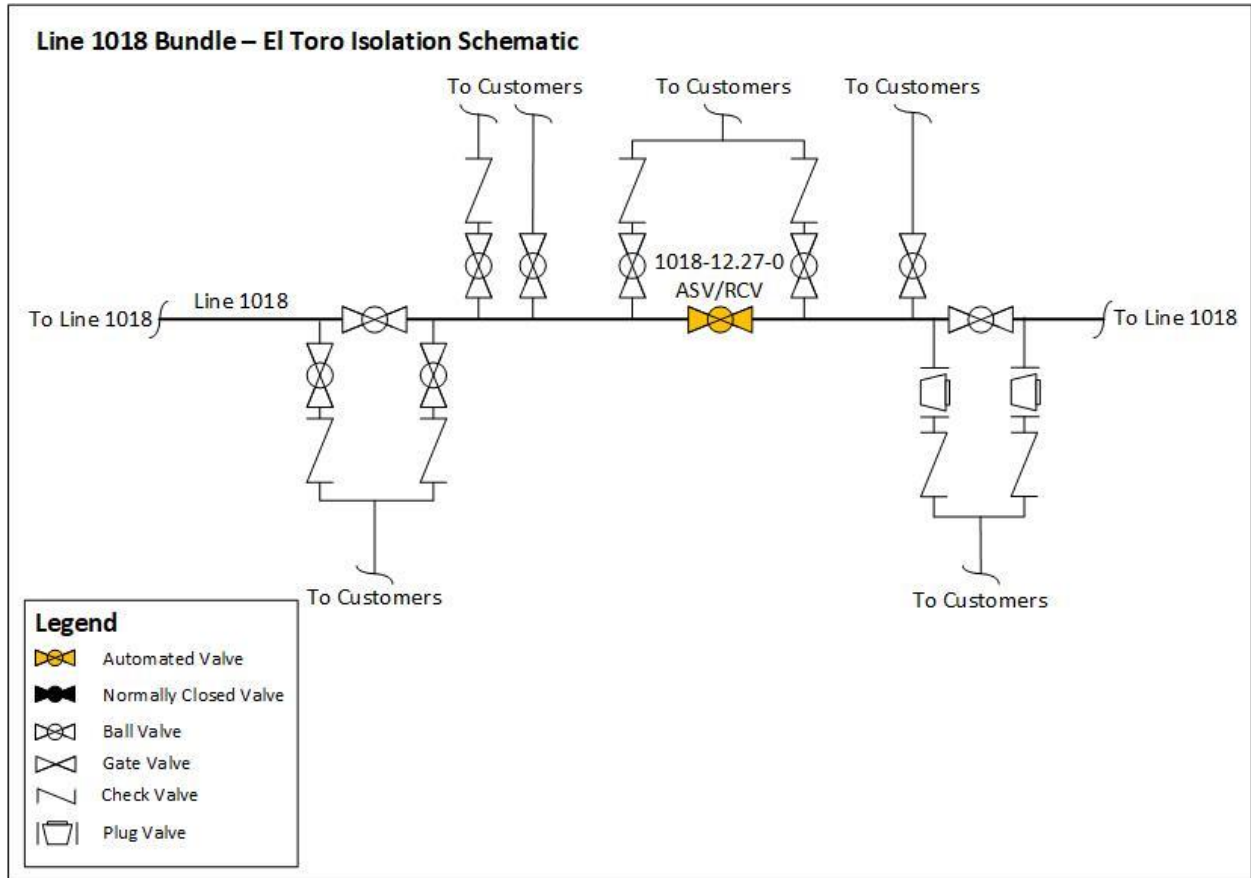 Line 1018 Bundle – El Toro Isolation Schematic
To Customers
To Customers
To Customers
1018-12.27-0
ASV/RCV
Line 1018
To Line 1018
To Line 1018
To Customers
To Customers
Legend
Automated Valve
Normally Closed Valve
Ball Valve
Gate Valve
Check Valve
Plug Valve